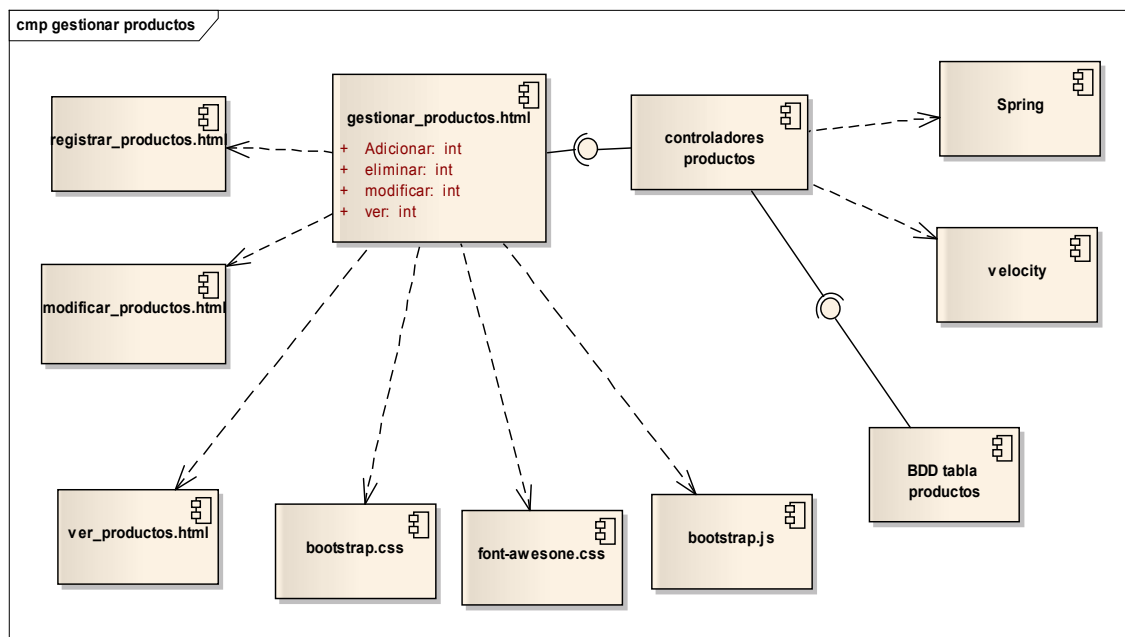 cmp gestionar productos
registrar_productos.html
gestionar_productos.html
+ Adicionar: int
+ eliminar: int
+ modificar: int
+ ver: int
controladores
productos
Spring
velocity
modificar_productos.html
BDD tabla
productos
ver_productos.html
bootstrap.css
font-awesone.css
bootstrap.js